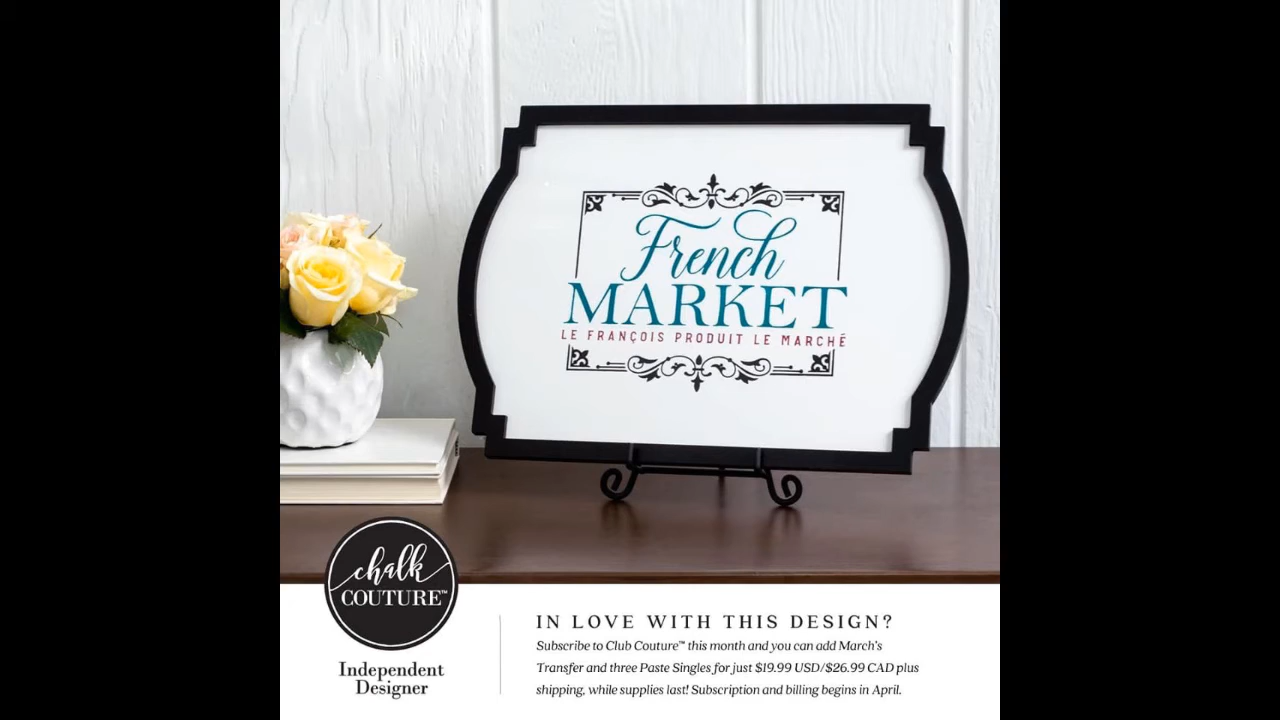 French
MARKET
LE FRANÇOIS PRODUIT LE MARCHÉ
chalk
COUTURE™
Independent
Designer
IN LOVE WITH THIS DESIGN?
Subscribe to Club Couture™ this month and you can add March's
Transfer and three Paste Singles for just $19.99 USD/$26.99 CAD plus
shipping, while supplies last! Subscription and billing begins in April.